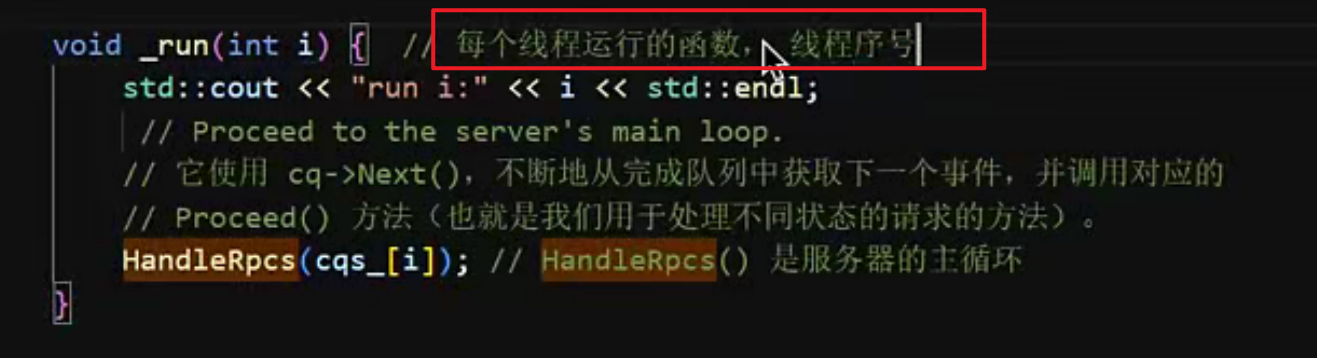 void _run(int i) { // 每个线程运行的函数， 线程序号
std::cout << "run i:" << i << std::endl;
// Proceed to the server's main loop.
// 它使用 cq->Next()，不断地从完成队列中获取下一个事件，并调用对应的
// Proceed() 方法（也就是我们用于处理不同状态的请求的方法）。
HandleRpcs(cqs_[i]); // HandleRpcs() 是服务器的主循环
}